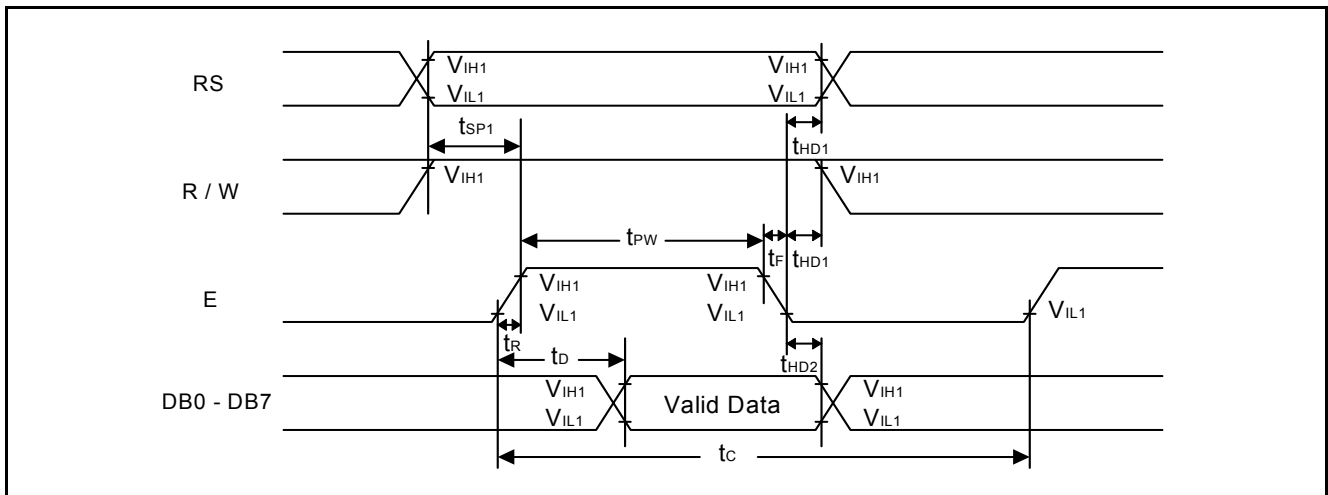 RS
VIH1
VIL1
VIH1
VIL1
tSP1
tHD1
R / W
VIH1
VIH1
tPW
tF
tHD1
E
VIH1
VIL1
VIH1
VIL1
VIL1
tR
tD
tHD2
DB0 - DB7
VIH1
VIL1
Valid Data
VIH1
VIL1
tC